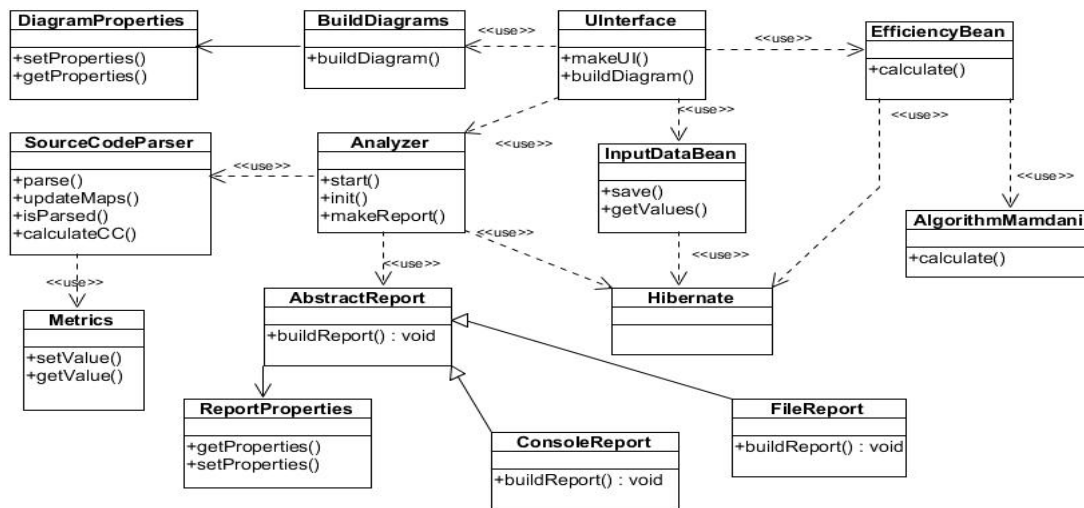 DiagramProperties
+setProperties()
+getProperties()
BuildDiagrams
+buildDiagram()
<<use>>
UInterface
+makeUI()
+buildDiagram()
<<use>>
EfficiencyBean
+calculate()
SourceCodeParser
+parse()
+updateMaps()
+isParsed()
+calculateCC()
<<use>>
Analyzer
+start()
+init()
+makeReport()
<<use>>
<<use>>
InputDataBean
+save()
+getValues()
<<use>>
<<use>>
AlgorithmMamdani
+calculate()
<<use>>
<<use>>
<<use>>
<<use>>
Metrics
+setValue()
+getValue()
AbstractReport
+buildReport() : void
Hibernate
ReportProperties
+getProperties()
+setProperties()
ConsoleReport
+buildReport() : void
FileReport
+buildReport() : void